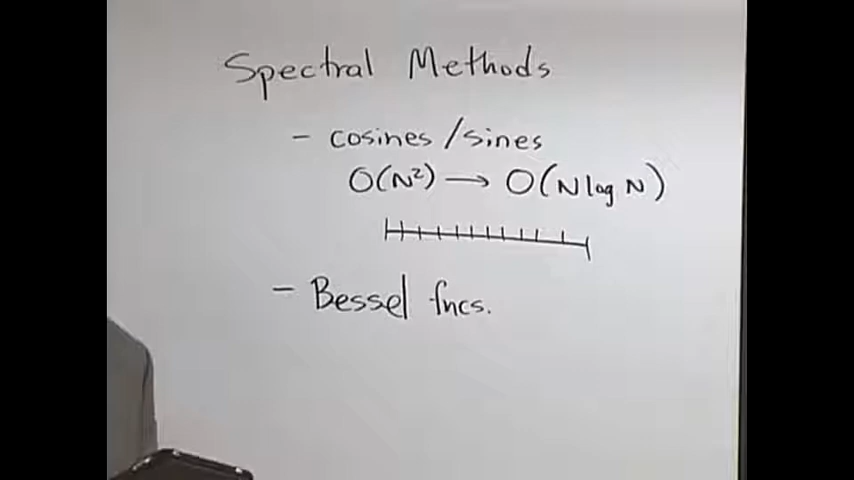 Spectral Methods
- cosines/sines
O(N²) → O(N log N)
- Bessel fncs.